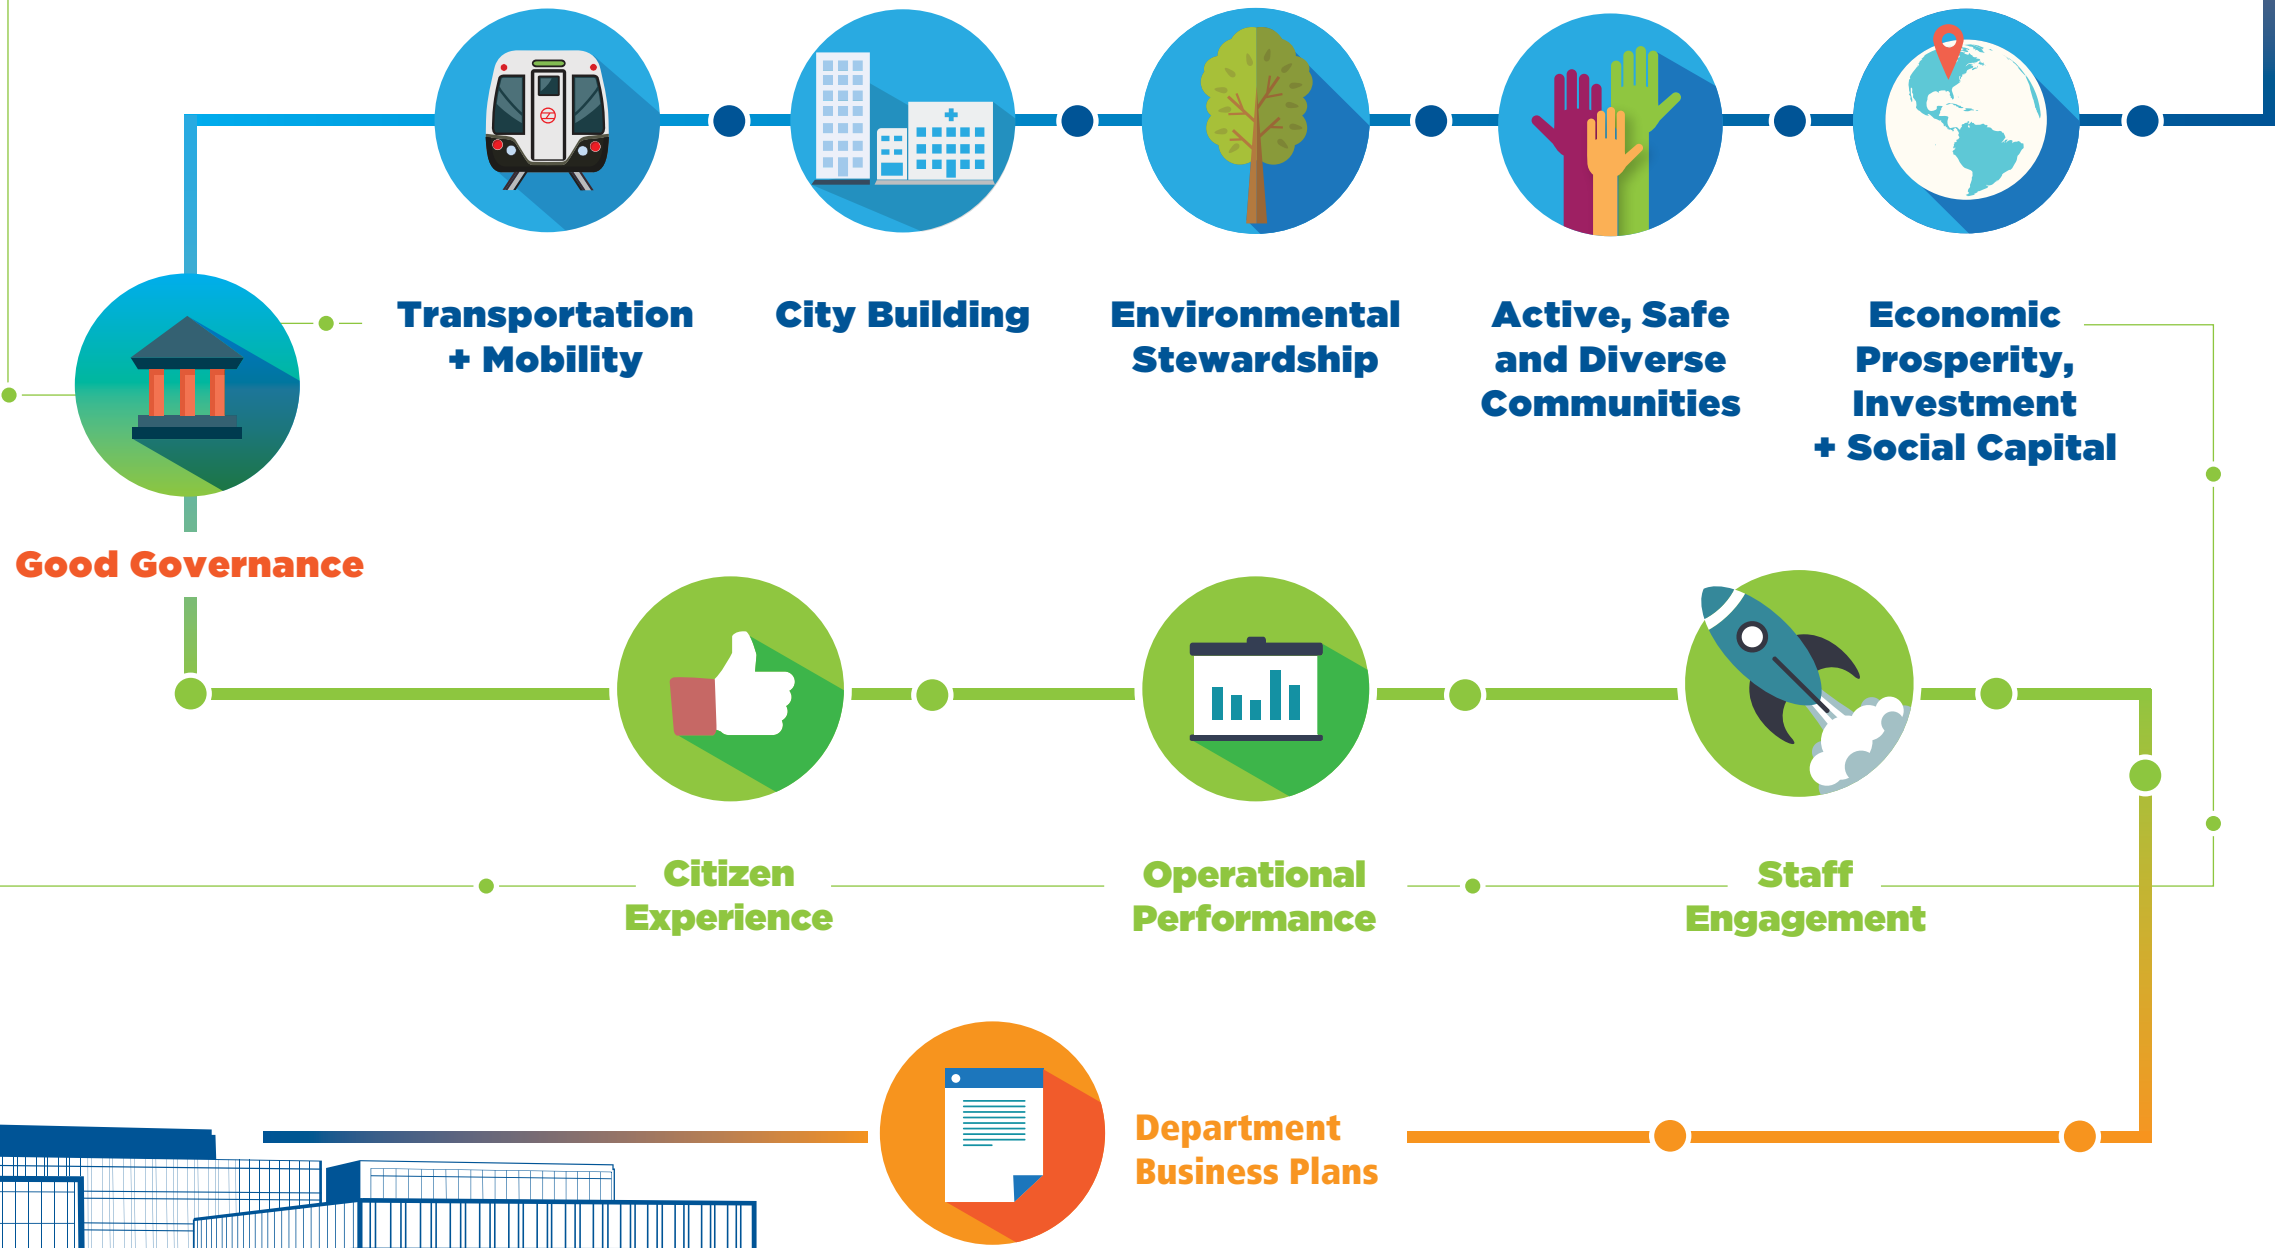 Transportation
+ Mobility
City Building
Environmental
Stewardship
Active, Safe
and Diverse
Communities
Economic
Prosperity,
Investment
+ Social Capital
Good Governance
Citizen
Experience
Operational
Performance
Staff
Engagement
Department
Business Plans